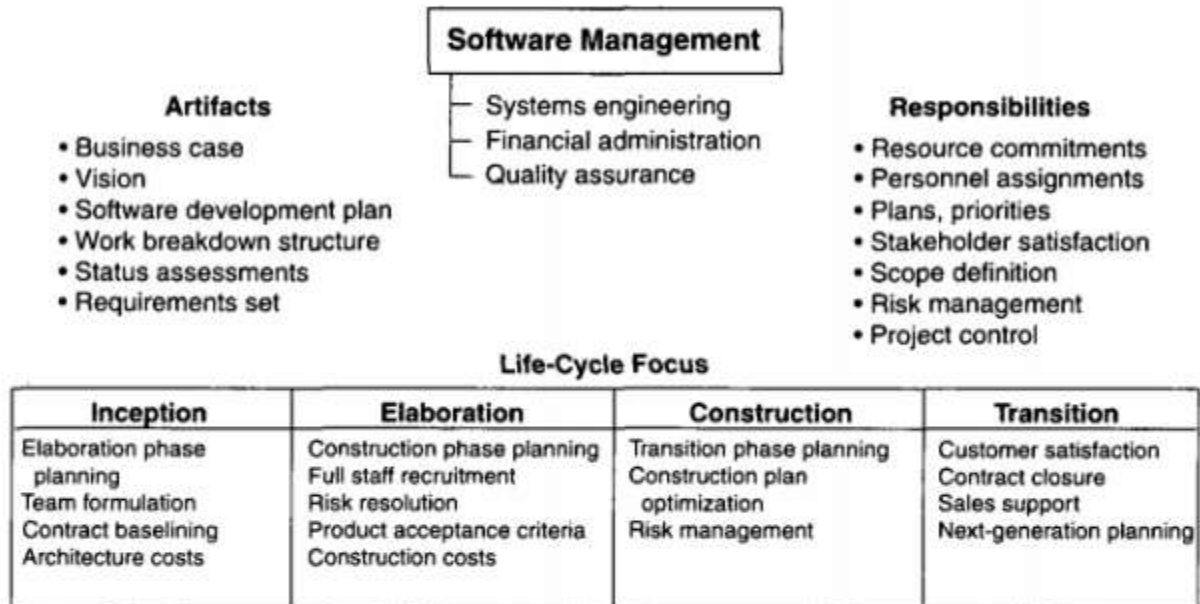 Software Management
Systems engineering
Financial administration
Quality assurance
Artifacts
• Business case
• Vision
• Software development plan
• Work breakdown structure
• Status assessments
• Requirements set
Responsibilities
• Resource commitments
• Personnel assignments
• Plans, priorities
• Stakeholder satisfaction
• Scope definition
• Risk management
• Project control
Life-Cycle Focus
Inception
Elaboration phase
planning
Team formulation
Contract baselining
Architecture costs
Elaboration
Construction phase planning
Full staff recruitment
Risk resolution
Product acceptance criteria
Construction costs
Construction
Transition phase planning
Construction plan
optimization
Risk management
Transition
Customer satisfaction
Contract closure
Sales support
Next-generation planning